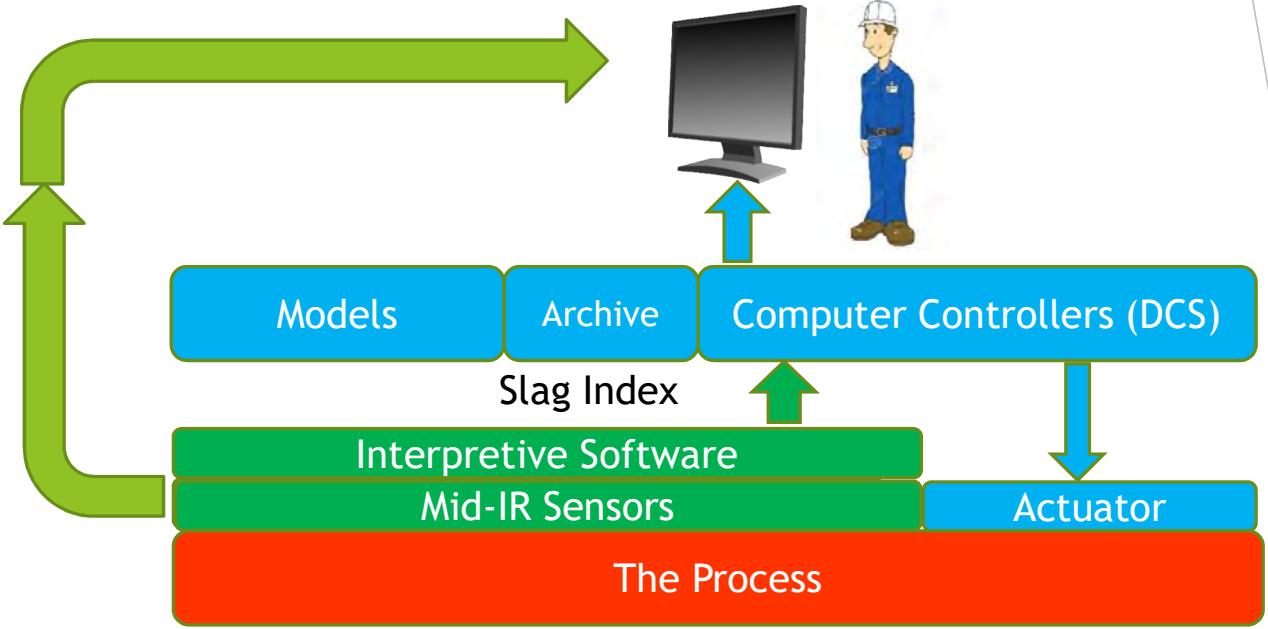 Models
Archive
Computer Controllers (DCS)
Slag Index
Interpretive Software
Mid-IR Sensors
Actuator
The Process